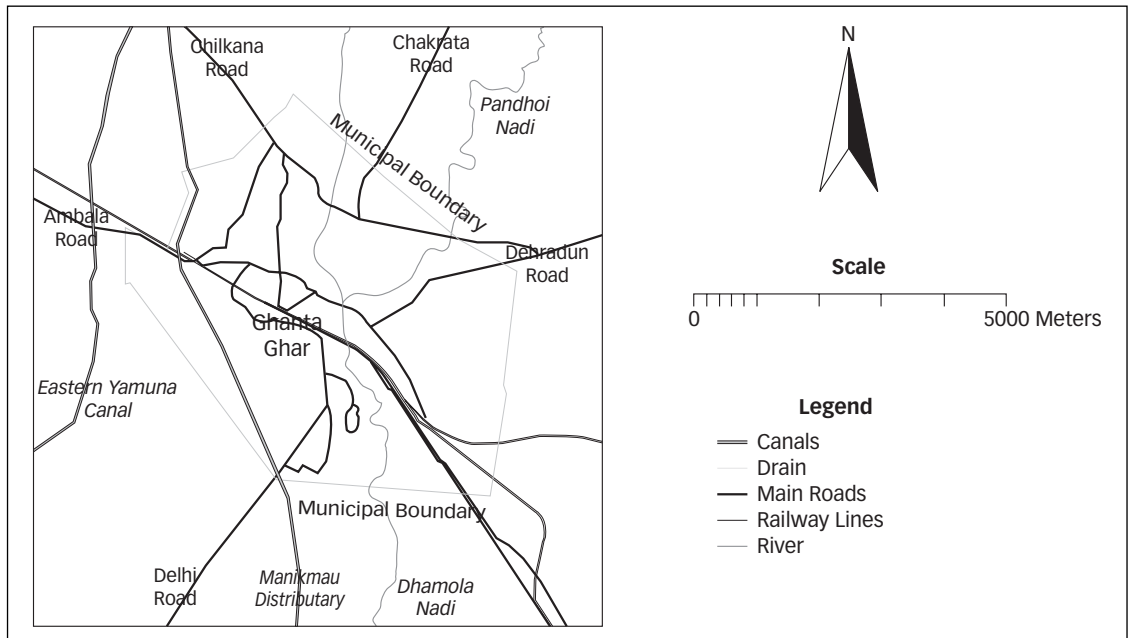 Chilkana
Road
Chakrata
Road
Pandhoi
Nadi
Municipal Boundary
Ambala
Road
Dehradun
Road
Ghanta
Ghar
Eastern Yamuna
Canal
Municipal Boundary
Delhi
Road
Manikmau
Distributary
Dhamola
Nadi
N
Scale
0 5000 Meters
Legend
Canals
Drain
Main Roads
Railway Lines
River